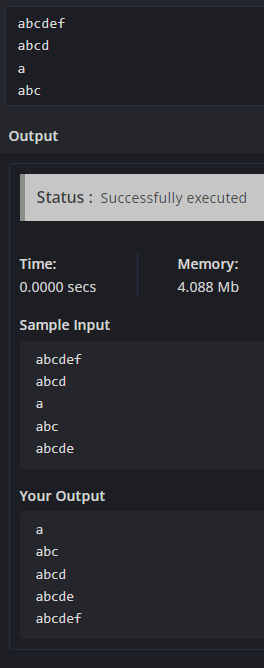 abcdef
abcd
a
abc
Output
Status : Successfully executed
Time:
0.0000 secs
Memory:
4.088 Mb
Sample Input
abcdef
abcd
a
abc
abcde
Your Output
a
abc
abcd
abcde
abcdef